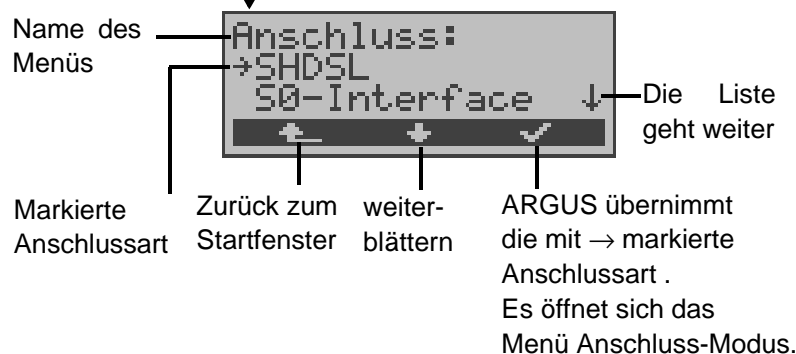 Name des
Menüs
Anschluss:
→SHDSL
S0-Interface ↓
Die Liste
geht weiter
Markierte
Anschlussart
Zurück zum
Startfenster
weiter-
blättern
ARGUS übernimmt
die mit → markierte
Anschlussart .
Es öffnet sich das
Menü Anschluss-Modus.